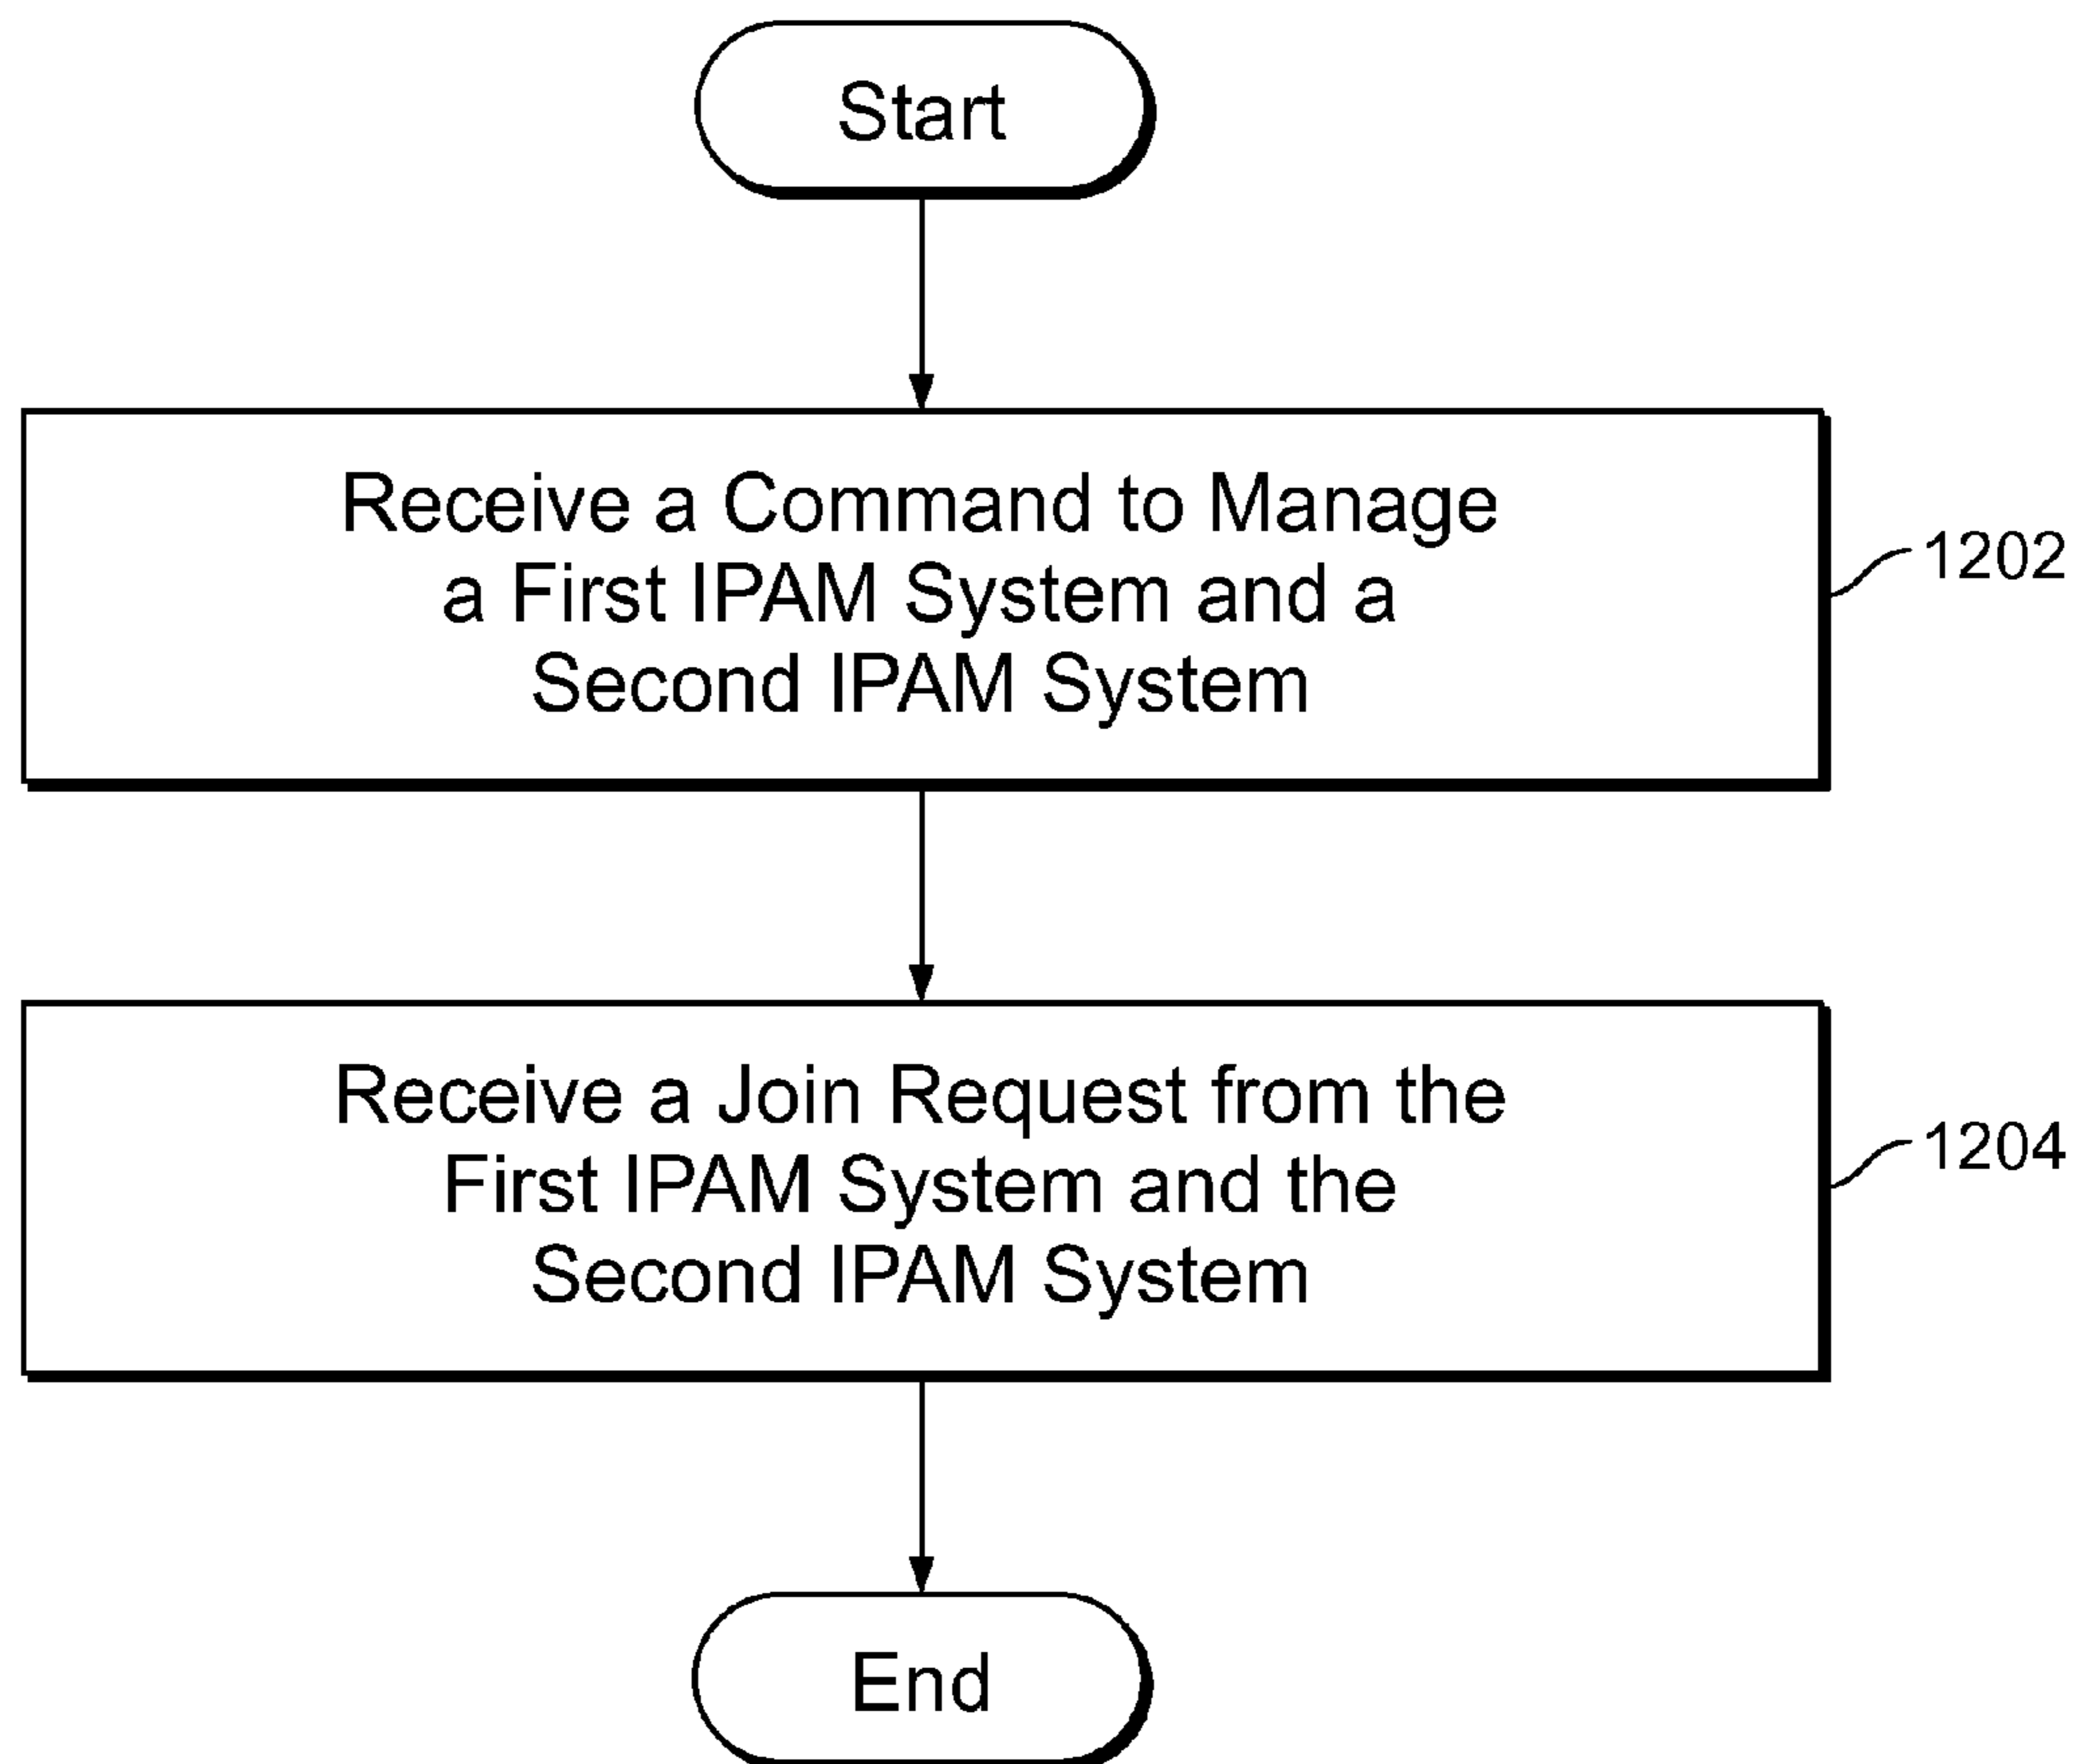 Start
Receive a Command to Manage
a First IPAM System and a
Second IPAM System
1202
Receive a Join Request from the
First IPAM System and the
Second IPAM System
1204
End